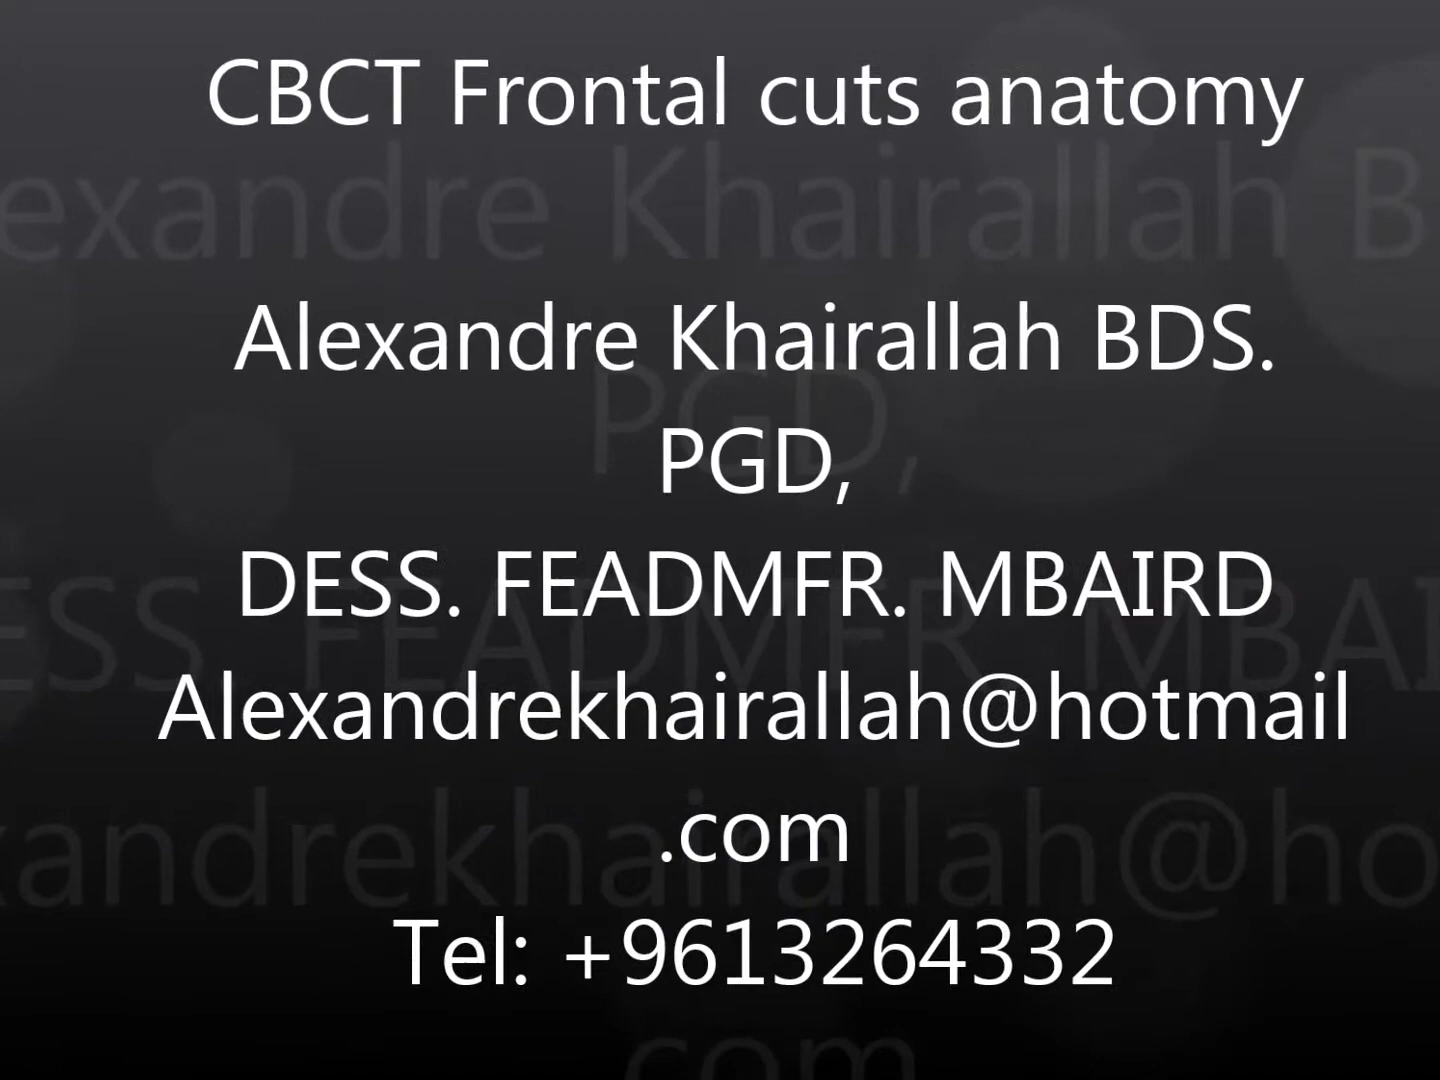 CBCT Frontal cuts anatomy
Alexandre Khairallah BDS.
PGD,
DESS. FEADMFR. MBAIRD
Alexandrekhairallah@hotmail
.com
Tel: +9613264332